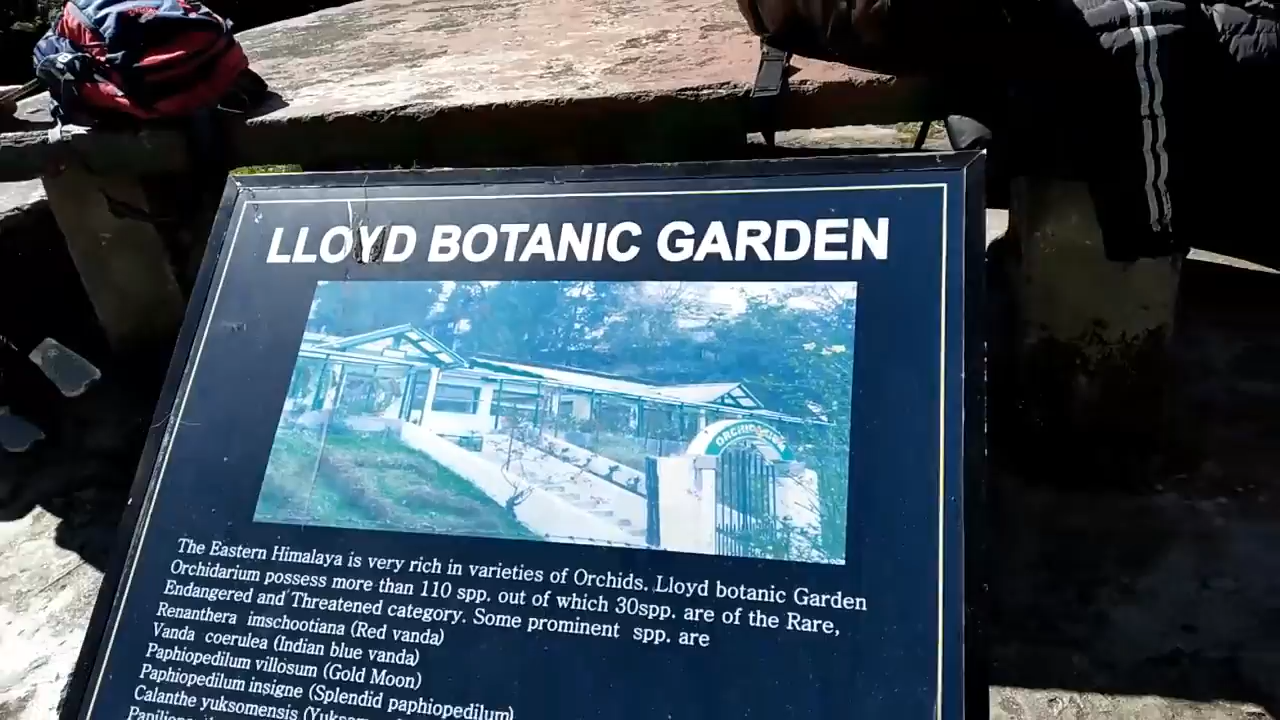 LLOYD BOTANIC GARDEN
ORCHIDARIUM
The Eastern Himalaya is very rich in varieties of Orchids. Lloyd botanic Garden
Orchidarium possess more than 110 spp. out of which 30spp. are of the Rare,
Endangered and Threatened category. Some prominent spp. are
Renanthera imschootiana (Red vanda)
Vanda coerulea (Indian blue vanda)
Paphiopedilum villosum (Gold Moon)
Paphiopedilum insigne (Splendid paphiopedilum)
Calanthe yuksomensis